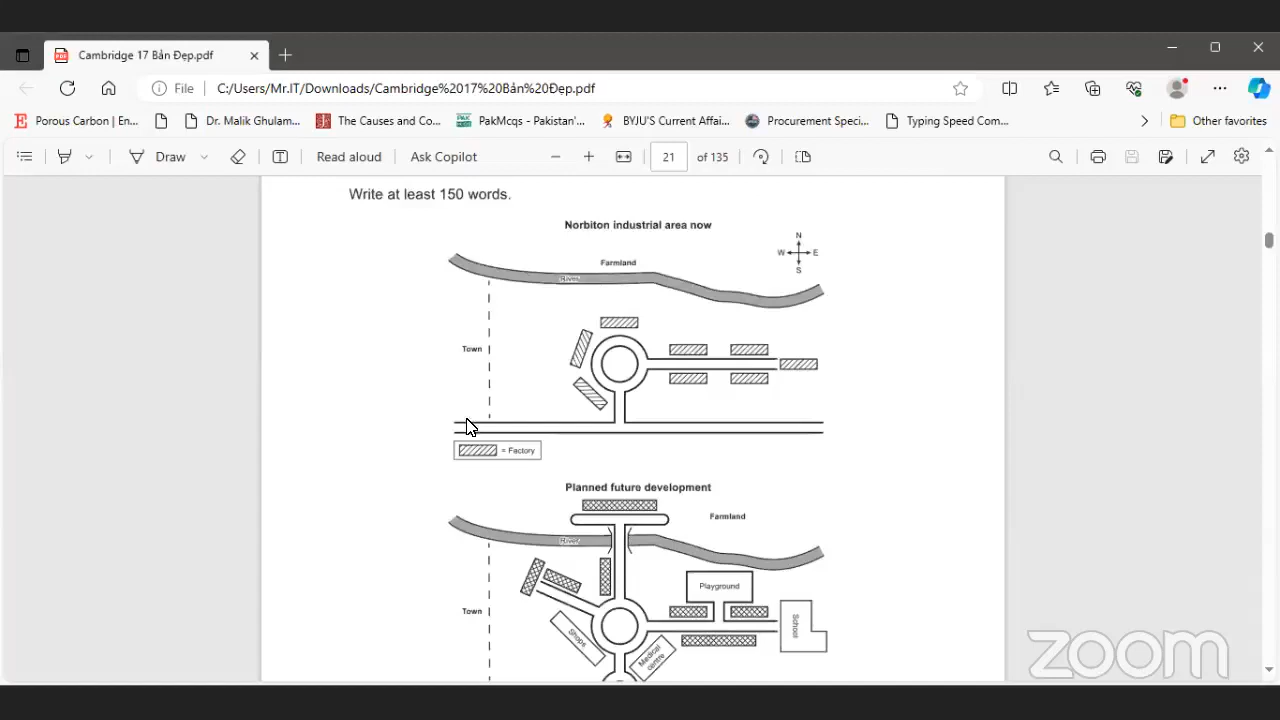 Cambridge 17 Bản Đẹp.pdf
File
C:/Users/Mr.IT/Downloads/Cambridge%2017%20Bản%20Đẹp.pdf
Porous Carbon | En...
Dr. Malik Ghulam...
The Causes and Co...
PakMcqs - Pakistan'...
BYJU'S Current Affai...
Procurement Speci...
Typing Speed Com...
Other favorites
Draw
Read aloud
Ask Copilot
21 of 135
Write at least 150 words.
Norbiton industrial area now
N
W E
S
Farmland
River
Town
= Factory
Planned future development
Farmland
River
Playground
Town
Shops
School
Medical centre
zoom